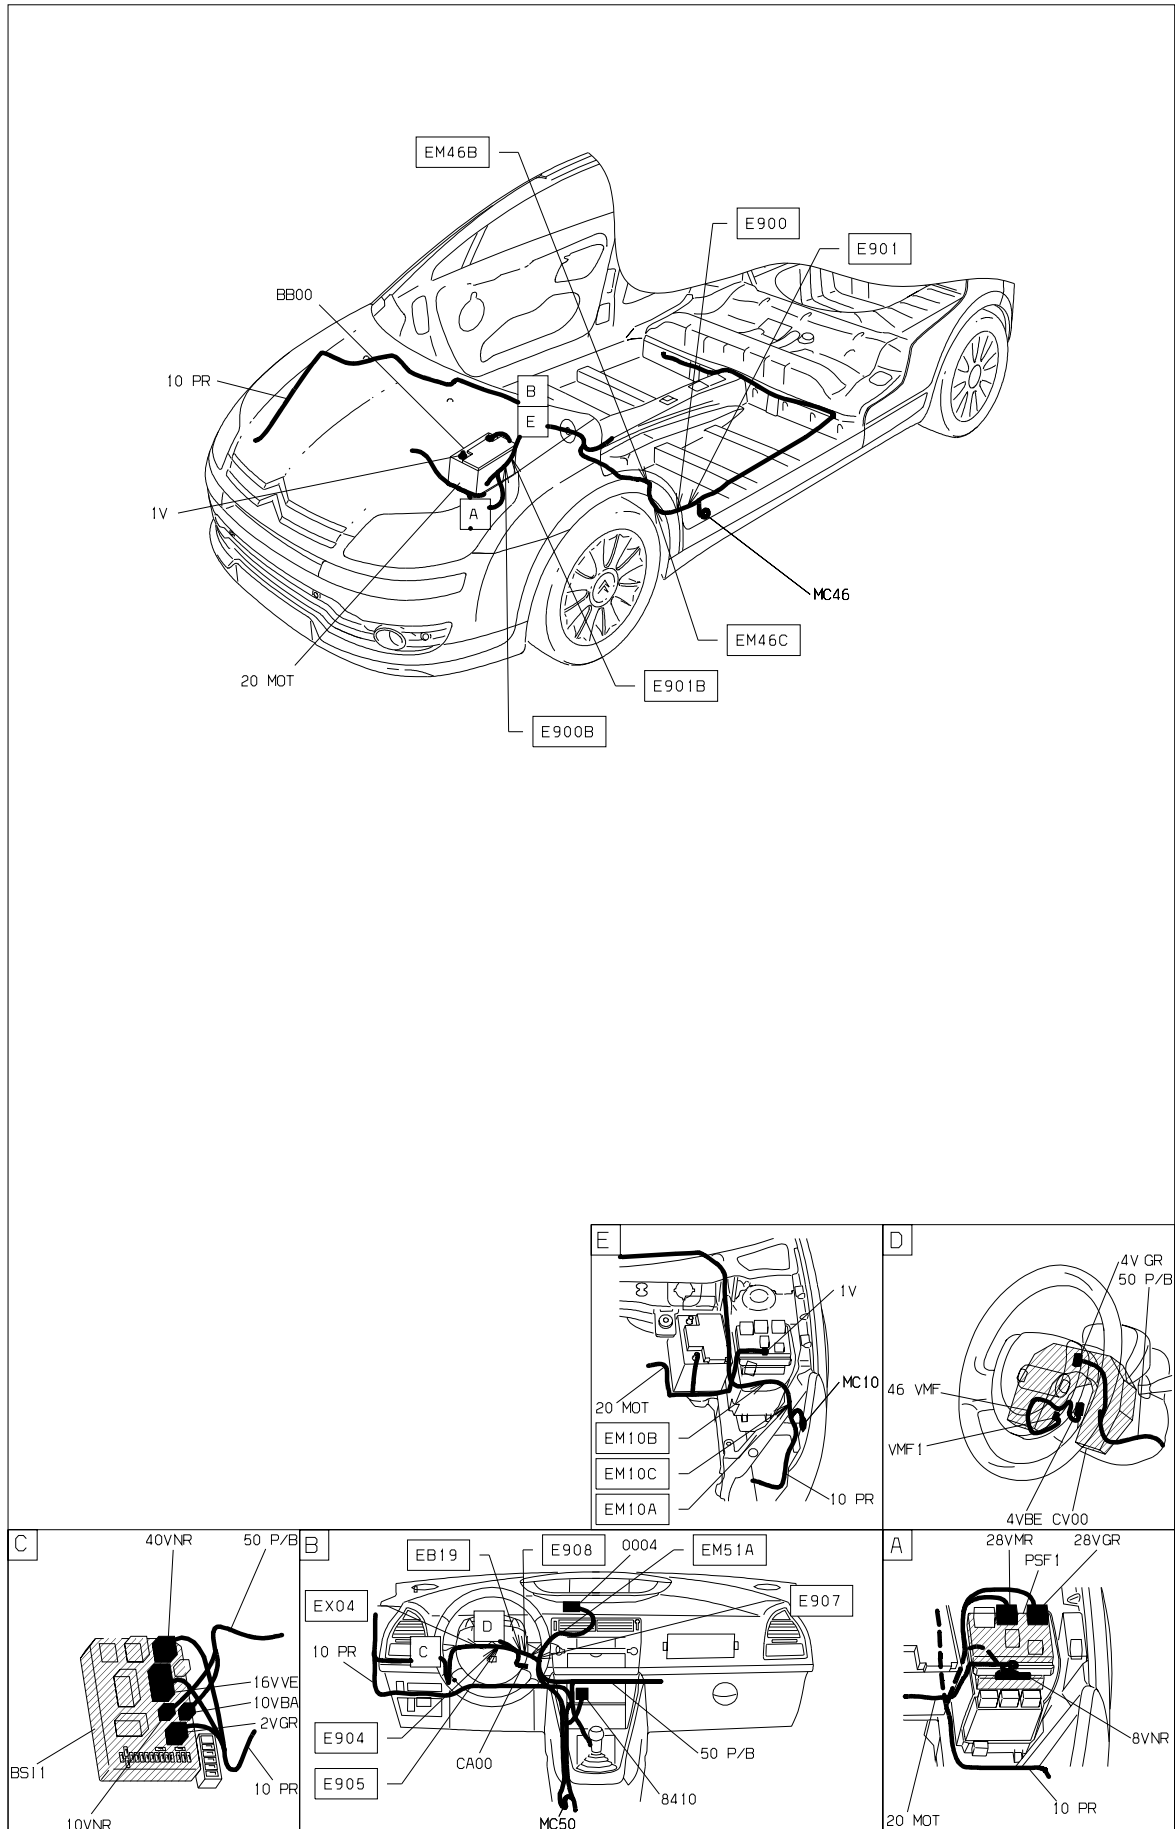 EM46B
E900
E901
BB00
10 PR
B
E
1V
A
MC46
EM46C
20 MOT
E901B
E900B
E
1V
MC10
20 MOT
EM10B
EM10C
EM10A
10 PR
D
4V GR
50 P/B
46 VMF
VMF1
4VBE CV00
C
40VNR
50 P/B
16VVE
10VBA
2VGR
BSI1
10 PR
10VNR
B
EB19
E908
0004
EM51A
EX04
E907
D
C
10 PR
E904
CA00
50 P/B
E905
8410
MC50
A
28VMR
28VGR
PSF1
8VNR
10 PR
20 MOT